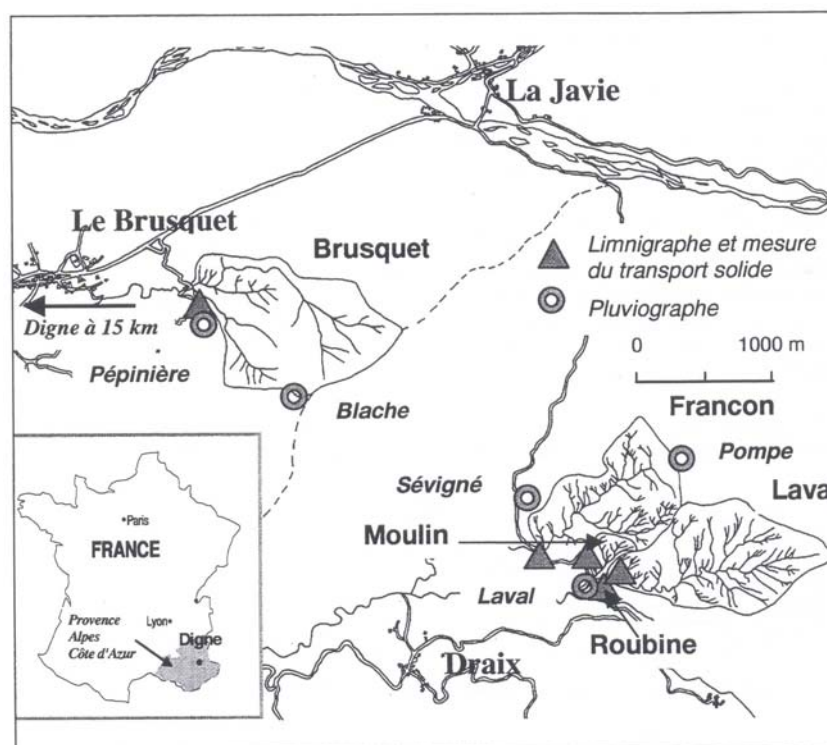 La Javie
Le Brusquet
Brusquet
Limnigraphe et mesure
du transport solide
Pluviographe
Digne à 15 km
0 1000 m
Pépinière
Blache
Francon
Pompe
Sévigné
Lava
Moulin
Laval
Roubine
Draix
Paris
FRANCE
Lyon
Provence
Alpes
Côte d'Azur
Digne